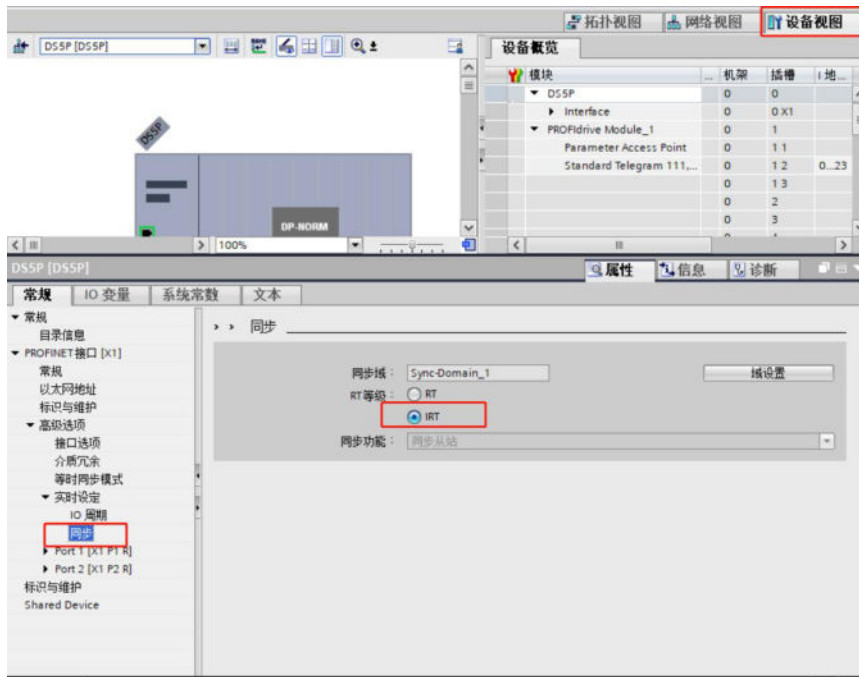 拓扑视图 网络视图 设备视图
DS5P [DS5P] 设备概览
模块 ... 机架 插槽 I 地...
DS5P 0 0
Interface 0 0 X1
PROFIdrive Module_1 0 1
Parameter Access Point 0 1 1
Standard Telegram 111,... 0 1 2 0...23
0 1 3
0 2
0 3
DS5P
DP-NORM
100%
DS5P [DS5P] 属性 信息 诊断
常规 IO 变量 系统常数 文本
常规
目录信息
PROFINET接口 [X1]
常规
以太网地址
标识与维护
高级选项
接口选项
介质冗余
等时同步模式
实时设定
IO 周期
同步
Port 1 [X1 P1 R]
Port 2 [X1 P2 R]
标识与维护
Shared Device
› › 同步
同步域: Sync-Domain_1 域设置
RT等级: RT
IRT
同步功能: 同步从站